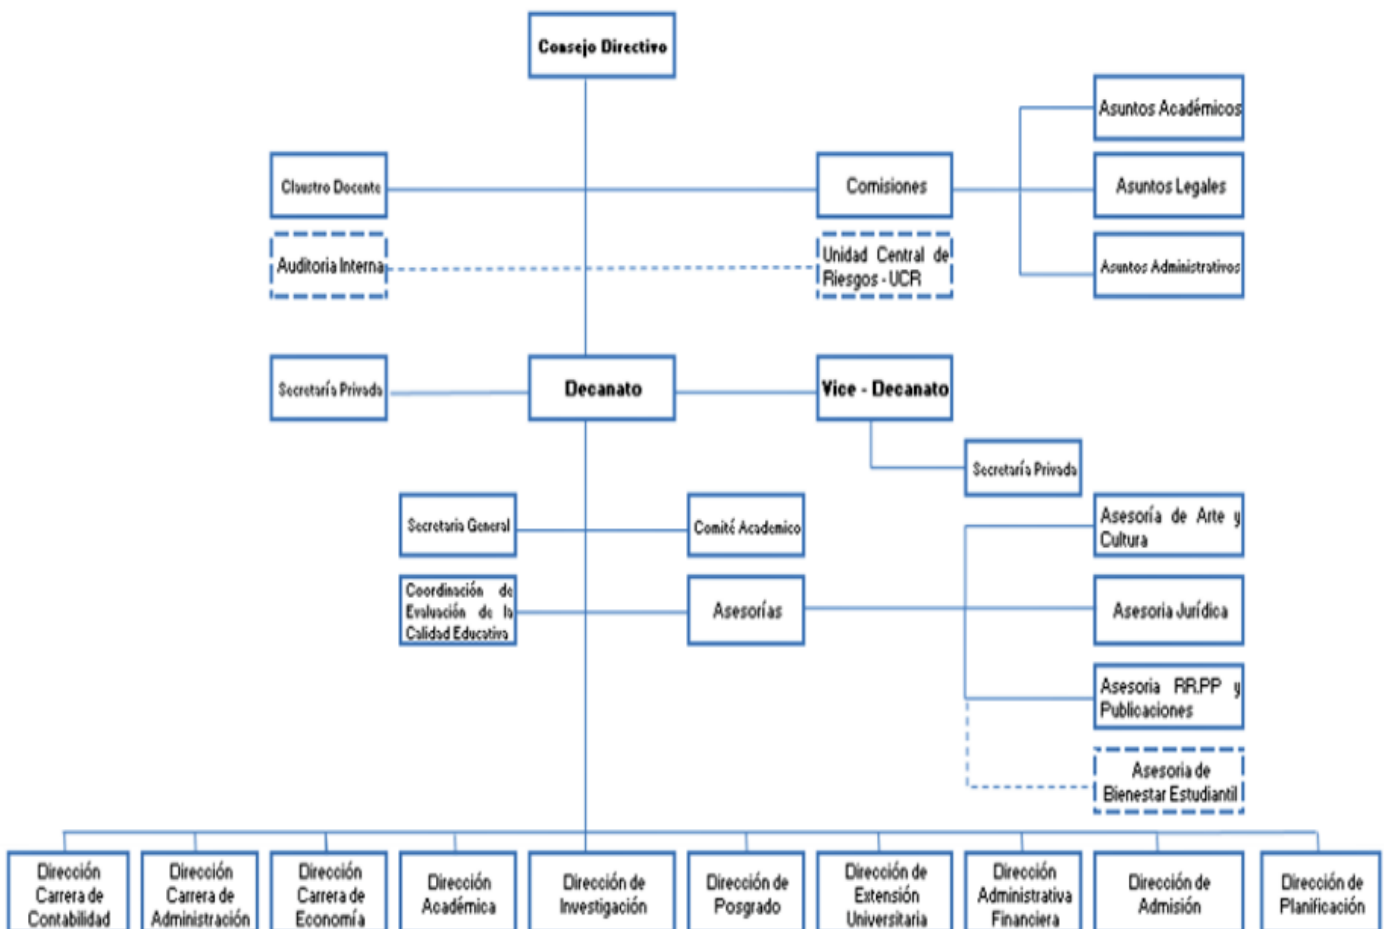 Consejo Directivo
Asuntos Académicos
Claustro Docente
Comisiones
Asuntos Legales
Auditoria Interna
Unidad Central de
Riesgos - UCR
Asuntos Administrativos
Secretaría Privada
Decanato
Vice - Decanato
Secretaría Privada
Secretaria General
Comité Academico
Asesoría de Arte y
Cultura
Coordinación de
Evaluación de la
Calidad Educativa
Asesorías
Asesoria Jurídica
Asesoria RR.PP y
Publicaciones
Asesoria de
Bienestar Estudiantil
Dirección
Carrera de
Contabilidad
Dirección
Carrera de
Administración
Dirección
Carrera de
Economía
Dirección
Académica
Dirección de
Investigación
Dirección de
Posgrado
Dirección de
Extensión
Universitaria
Dirección
Administrativa
Financiera
Dirección de
Admisión
Dirección de
Planificación